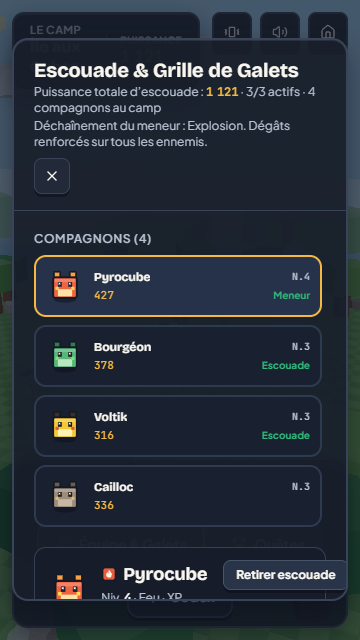 LE CAMP
Escouade & Grille de Galets
Puissance totale d'escouade : 1 121 · 3/3 actifs · 4
compagnons au camp
Déchaînement du meneur : Explosion. Dégâts
renforcés sur tous les ennemis.
COMPAGNONS (4)
Pyrocube
N.4
427
Meneur
Bourgéon
N.3
378
Escouade
Voltik
N.3
316
Escouade
Cailloc
N.3
336
Pyrocube
Retirer escouade
Niv. 4 · Feu · XP